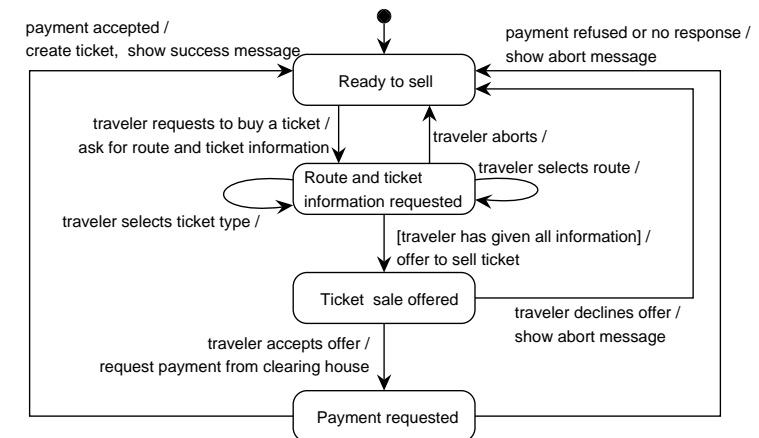 payment accepted /
create ticket, show success message
payment refused or no response /
show abort message
Ready to sell
traveler requests to buy a ticket /
ask for route and ticket information
traveler aborts /
traveler selects route /
Route and ticket
information requested
traveler selects ticket type /
[traveler has given all information] /
offer to sell ticket
Ticket sale offered
traveler declines offer /
show abort message
traveler accepts offer /
request payment from clearing house
Payment requested